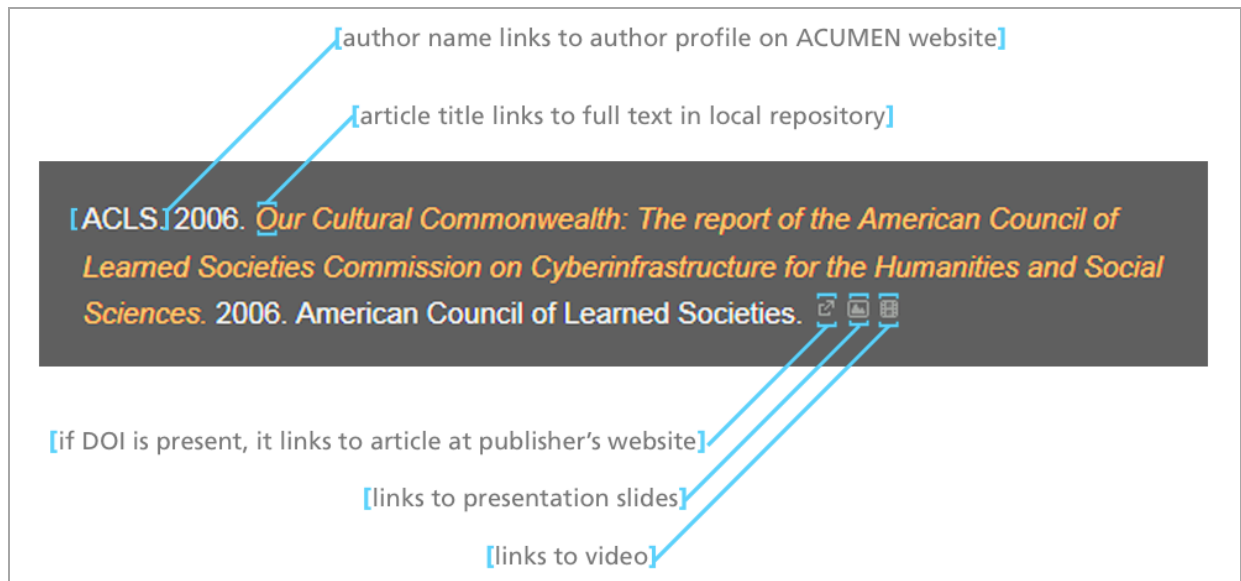 [author name links to author profile on ACUMEN website]
[article title links to full text in local repository]
[ACLS.] 2006. Our Cultural Commonwealth: The report of the American Council of
Learned Societies Commission on Cyberinfrastructure for the Humanities and Social
Sciences. 2006. American Council of Learned Societies.
[if DOI is present, it links to article at publisher’s website]
[links to presentation slides]
[links to video]